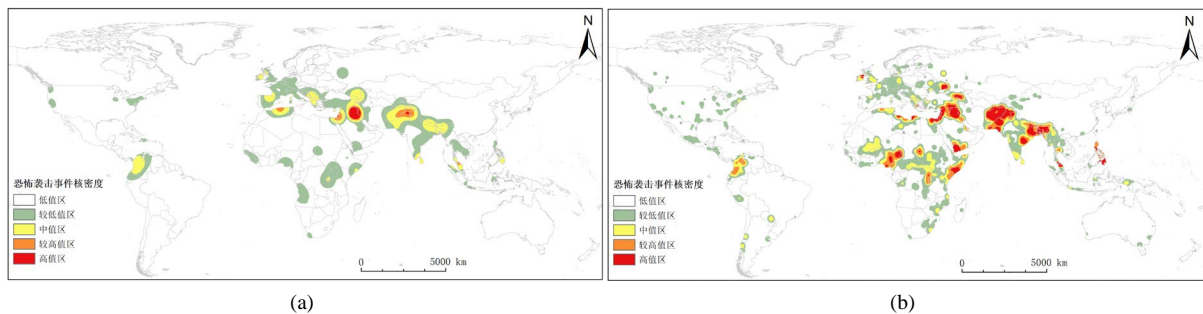 N
恐怖袭击事件核密度
低值区
较低值区
中值区
较高值区
高值区
0 5000 km
(a)
N
恐怖袭击事件核密度
低值区
较低值区
中值区
较高值区
高值区
0 5000 km
(b)